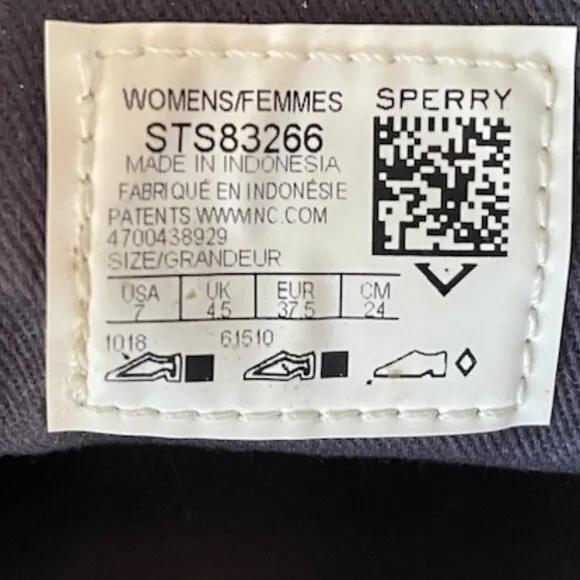 WOMENS/FEMMES SPERRY
STS83266
MADE IN INDONESIA
FABRIQUÉ EN INDONÉSIE
PATENTS WWWINC.COM
4700438929
SIZE/GRANDEUR
USA UK EUR CM
7 4.5 37.5 24
1018 61510